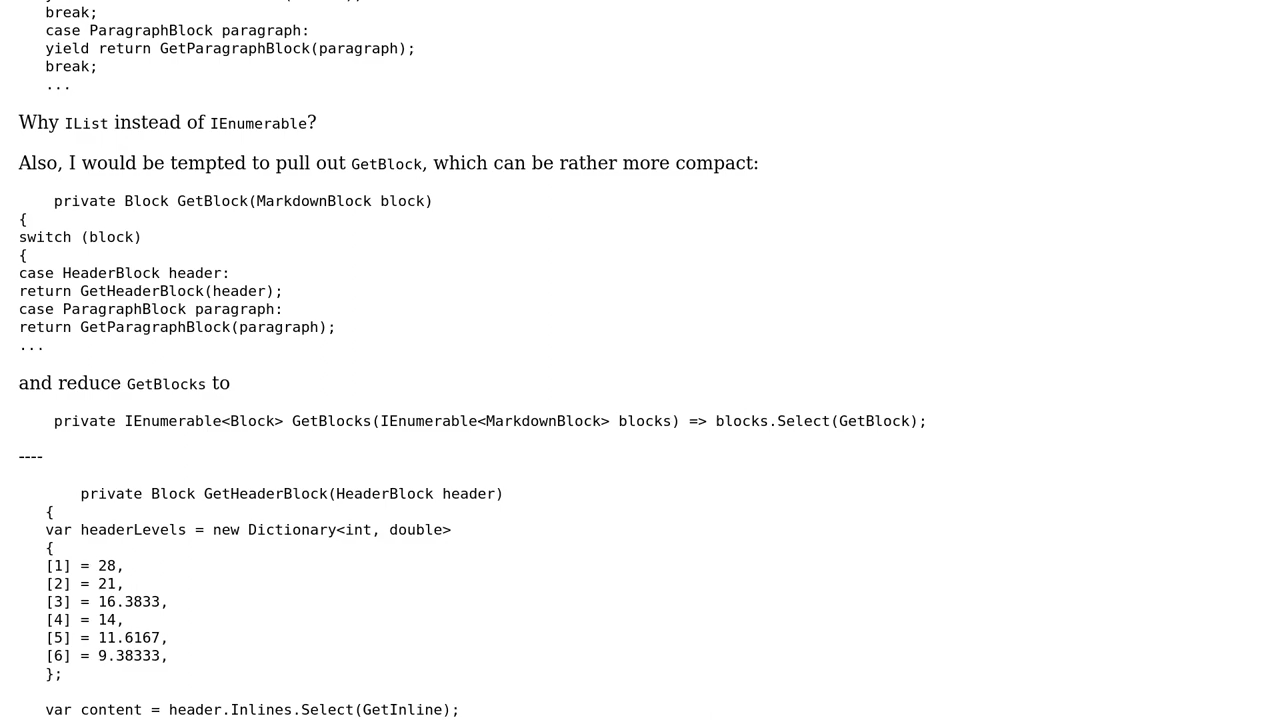 break;
case ParagraphBlock paragraph:
yield return GetParagraphBlock(paragraph);
break;
...
Why IList instead of IEnumerable?
Also, I would be tempted to pull out GetBlock, which can be rather more compact:
private Block GetBlock(MarkdownBlock block)
{
switch (block)
{
case HeaderBlock header:
return GetHeaderBlock(header);
case ParagraphBlock paragraph:
return GetParagraphBlock(paragraph);
...
and reduce GetBlocks to
private IEnumerable<Block> GetBlocks(IEnumerable<MarkdownBlock> blocks) => blocks.Select(GetBlock);
----
private Block GetHeaderBlock(HeaderBlock header)
{
var headerLevels = new Dictionary<int, double>
{
[1] = 28,
[2] = 21,
[3] = 16.3833,
[4] = 14,
[5] = 11.6167,
[6] = 9.38333,
};
var content = header.Inlines.Select(GetInline);